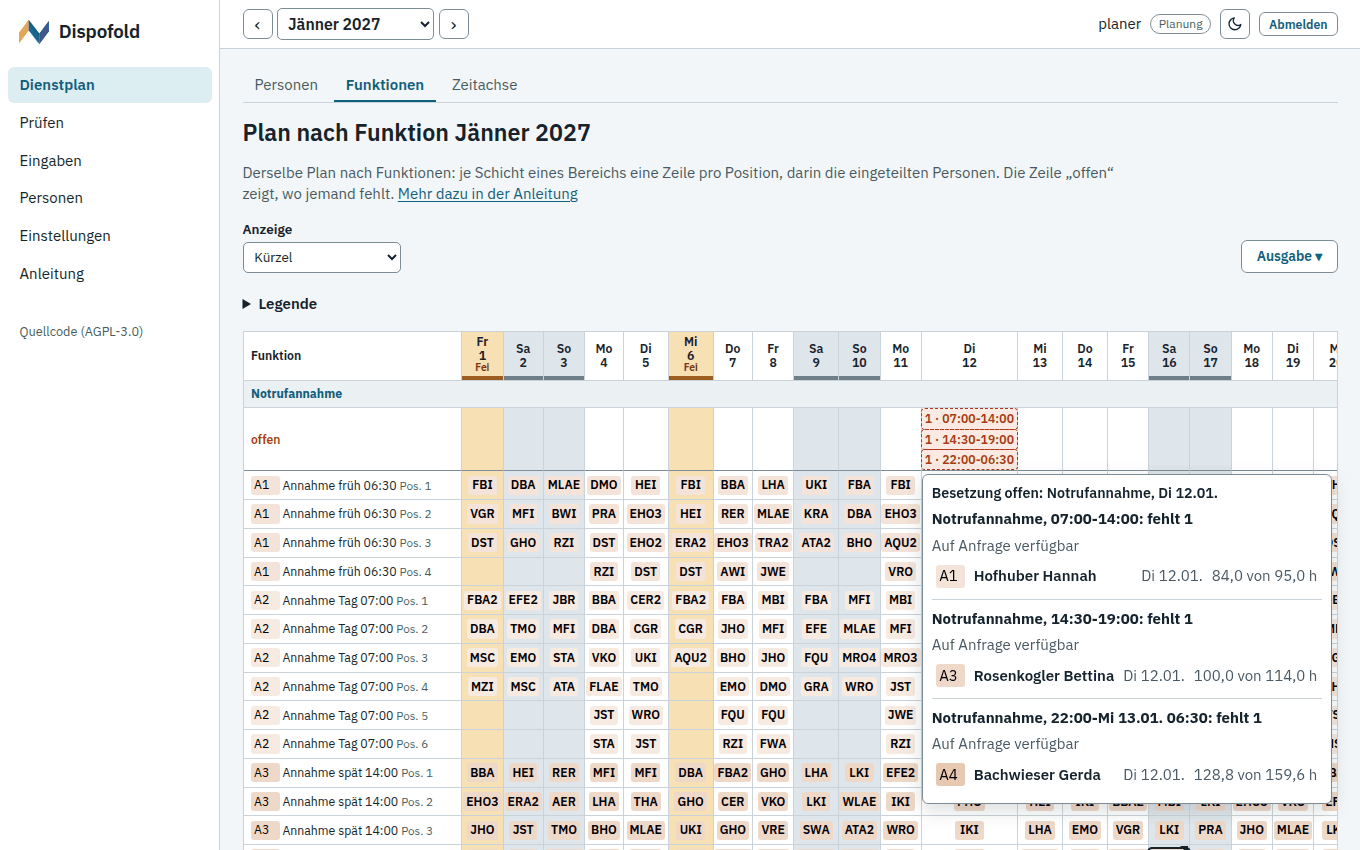 Dispofold
‹ Jänner 2027 ›
planer Planung Abmelden
Dienstplan
Prüfen
Eingaben
Personen
Einstellungen
Anleitung
Quellcode (AGPL-3.0)
Personen Funktionen Zeitachse
Plan nach Funktion Jänner 2027
Derselbe Plan nach Funktionen: je Schicht eines Bereichs eine Zeile pro Position, darin die eingeteilten Personen. Die Zeile „offen“
zeigt, wo jemand fehlt. Mehr dazu in der Anleitung
Anzeige
Kürzel
Ausgabe ▾
▶ Legende
Funktion Fr 1 Fei Sa 2 So 3 Mo 4 Di 5 Mi 6 Fei Do 7 Fr 8 Sa 9 So 10 Mo 11 Di 12 Mi 13 Do 14 Fr 15 Sa 16 So 17 Mo 18 Di 19
Notrufannahme
offen
1 · 07:00-14:00
1 · 14:30-19:00
1 · 22:00-06:30
A1 Annahme früh 06:30 Pos. 1 FBI DBA MLAE DMO HEI FBI BBA LHA UKI FBA FBI
A1 Annahme früh 06:30 Pos. 2 VGR MFI BWI PRA EHO3 HEI RER MLAE KRA DBA EHO3
A1 Annahme früh 06:30 Pos. 3 DST GHO RZI DST EHO2 ERA2 EHO3 TRA2 ATA2 BHO AQU2
A1 Annahme früh 06:30 Pos. 4 RZI DST DST AWI JWE VRO
A2 Annahme Tag 07:00 Pos. 1 FBA2 EFE2 JBR BBA CER2 FBA2 FBA MBI FBA MFI MBI
A2 Annahme Tag 07:00 Pos. 2 DBA TMO MFI DBA CGR CGR JHO MFI EFE MLAE MFI
A2 Annahme Tag 07:00 Pos. 3 MSC EMO STA VKO UKI AQU2 BHO JHO FQU MRO4 MRO3
A2 Annahme Tag 07:00 Pos. 4 MZI MSC ATA FLAE TMO EMO DMO GRA WRO JST
A2 Annahme Tag 07:00 Pos. 5 JST WRO FQU FQU JWE
A2 Annahme Tag 07:00 Pos. 6 STA JST RZI FWA RZI
A3 Annahme spät 14:00 Pos. 1 BBA HEI RER MFI MFI DBA FBA2 GHO LHA LKI EFE2
A3 Annahme spät 14:00 Pos. 2 EHO3 ERA2 AER LHA THA GHO CER VKO LKI WLAE IKI
A3 Annahme spät 14:00 Pos. 3 JHO JST TMO BHO MLAE UKI GHO VRE SWA ATA2 WRO IKI LHA EMO VGR LKI PRA JHO MLAE
Besetzung offen: Notrufannahme, Di 12.01.
Notrufannahme, 07:00-14:00: fehlt 1
Auf Anfrage verfügbar
A1 Hofhuber Hannah Di 12.01. 84,0 von 95,0 h
Notrufannahme, 14:30-19:00: fehlt 1
Auf Anfrage verfügbar
A3 Rosenkogler Bettina Di 12.01. 100,0 von 114,0 h
Notrufannahme, 22:00-Mi 13.01. 06:30: fehlt 1
Auf Anfrage verfügbar
A4 Bachwieser Gerda Di 12.01. 128,8 von 159,6 h